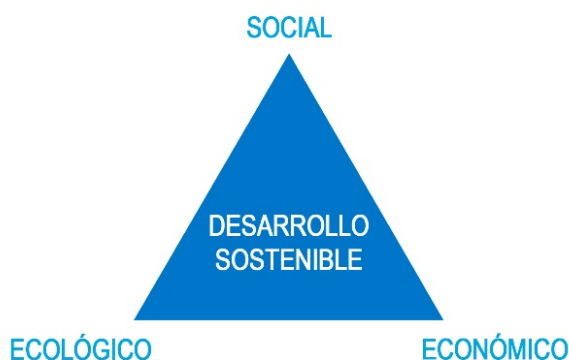 SOCIAL
DESARROLLO
SOSTENIBLE
ECOLÓGICO
ECONÓMICO